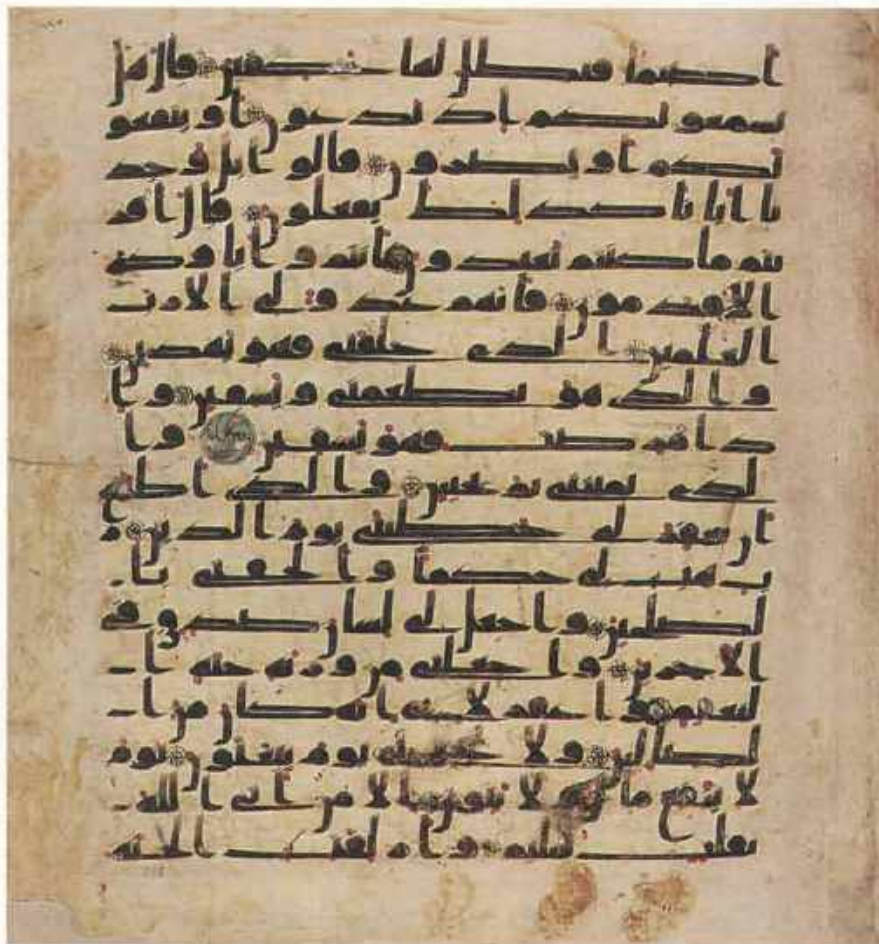 اصنما فنظل لها عكفين قال هل
يسمعونكم اذ تدعون او ينفعو
نكم او يضرون قالوا بل وجد
نا ابانا كذلك يفعلون قال افر
يتم ما كنتم تعبدون انتم واباوكم
الاقدمون فانهم عدو لي الا رب
العلمين الذي خلقني فهو يهدين
والذي هو يطعمني ويسقين وا
ذا مرضت فهو يشفين وا
لذي يميتني ثم يحيين والذي اطمع
ان يغفر لي خطيتي يوم الدين ر
ب هب لي حكما والحقني با
لصلحين واجعل لي لسان صدق في
الاخرين واجعلني من ورثة جنة ا
لنعيم واغفر لابي انه كان من ا
لضالين ولا تخزني يوم يبعثون يوم
لا ينفع مال ولا بنون الا من اتى الله
بقلب سليم وازلفت الجنة